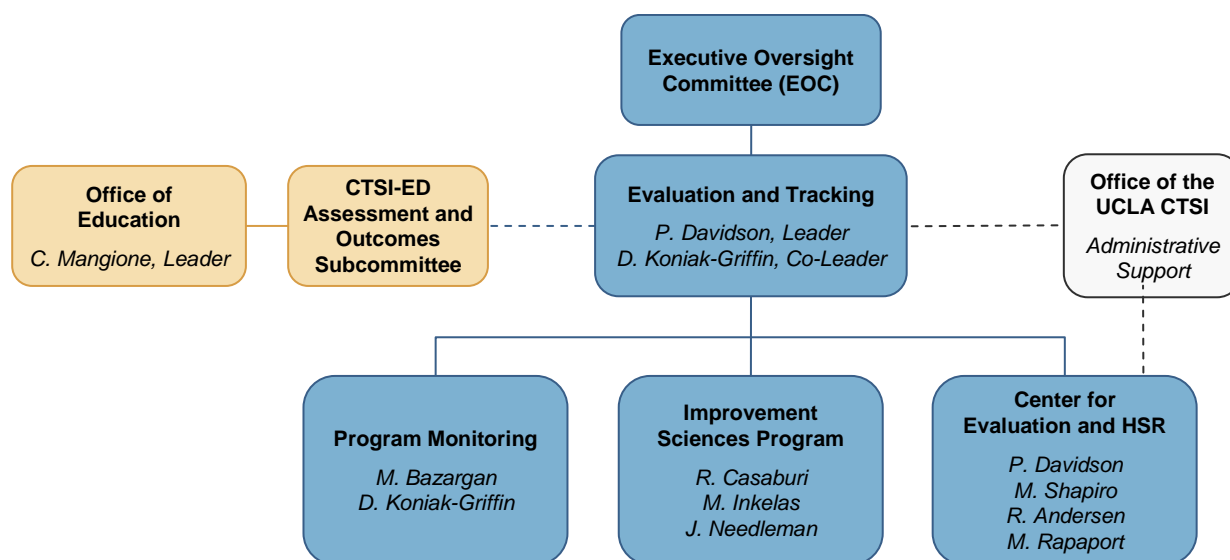 Executive Oversight
Committee (EOC)
Office of
Education
C. Mangione, Leader
CTSI-ED
Assessment and
Outcomes
Subcommittee
Evaluation and Tracking
P. Davidson, Leader
D. Koniak-Griffin, Co-Leader
Office of the
UCLA CTSI
Administrative
Support
Program Monitoring
M. Bazargan
D. Koniak-Griffin
Improvement
Sciences Program
R. Casaburi
M. Inkelas
J. Needleman
Center for
Evaluation and HSR
P. Davidson
M. Shapiro
R. Andersen
M. Rapaport